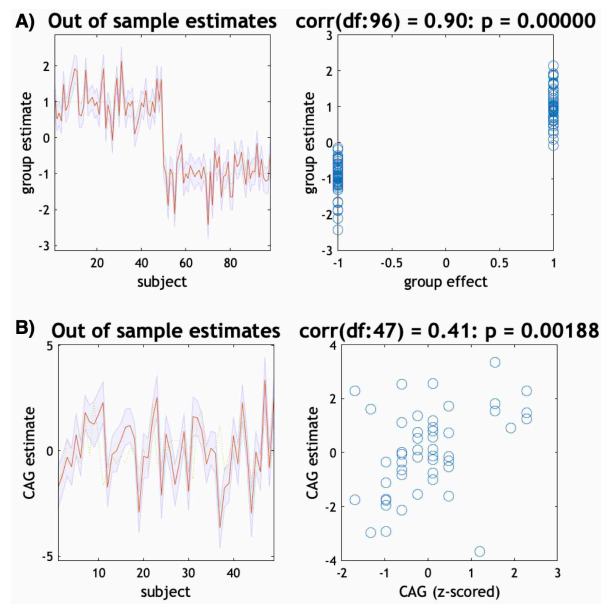 A) Out of sample estimates corr(df:96) = 0.90: p = 0.00000
group estimate
2
1
0
-1
-2
-3
20 40 60 80
subject
group estimate
3
2
1
0
-1
-2
-3
-1 -0.5 0 0.5 1
group effect
B) Out of sample estimates corr(df:47) = 0.41: p = 0.00188
CAG estimate
5
0
-5
10 20 30 40
subject
CAG estimate
4
2
0
-2
-4
-2 -1 0 1 2 3
CAG (z-scored)